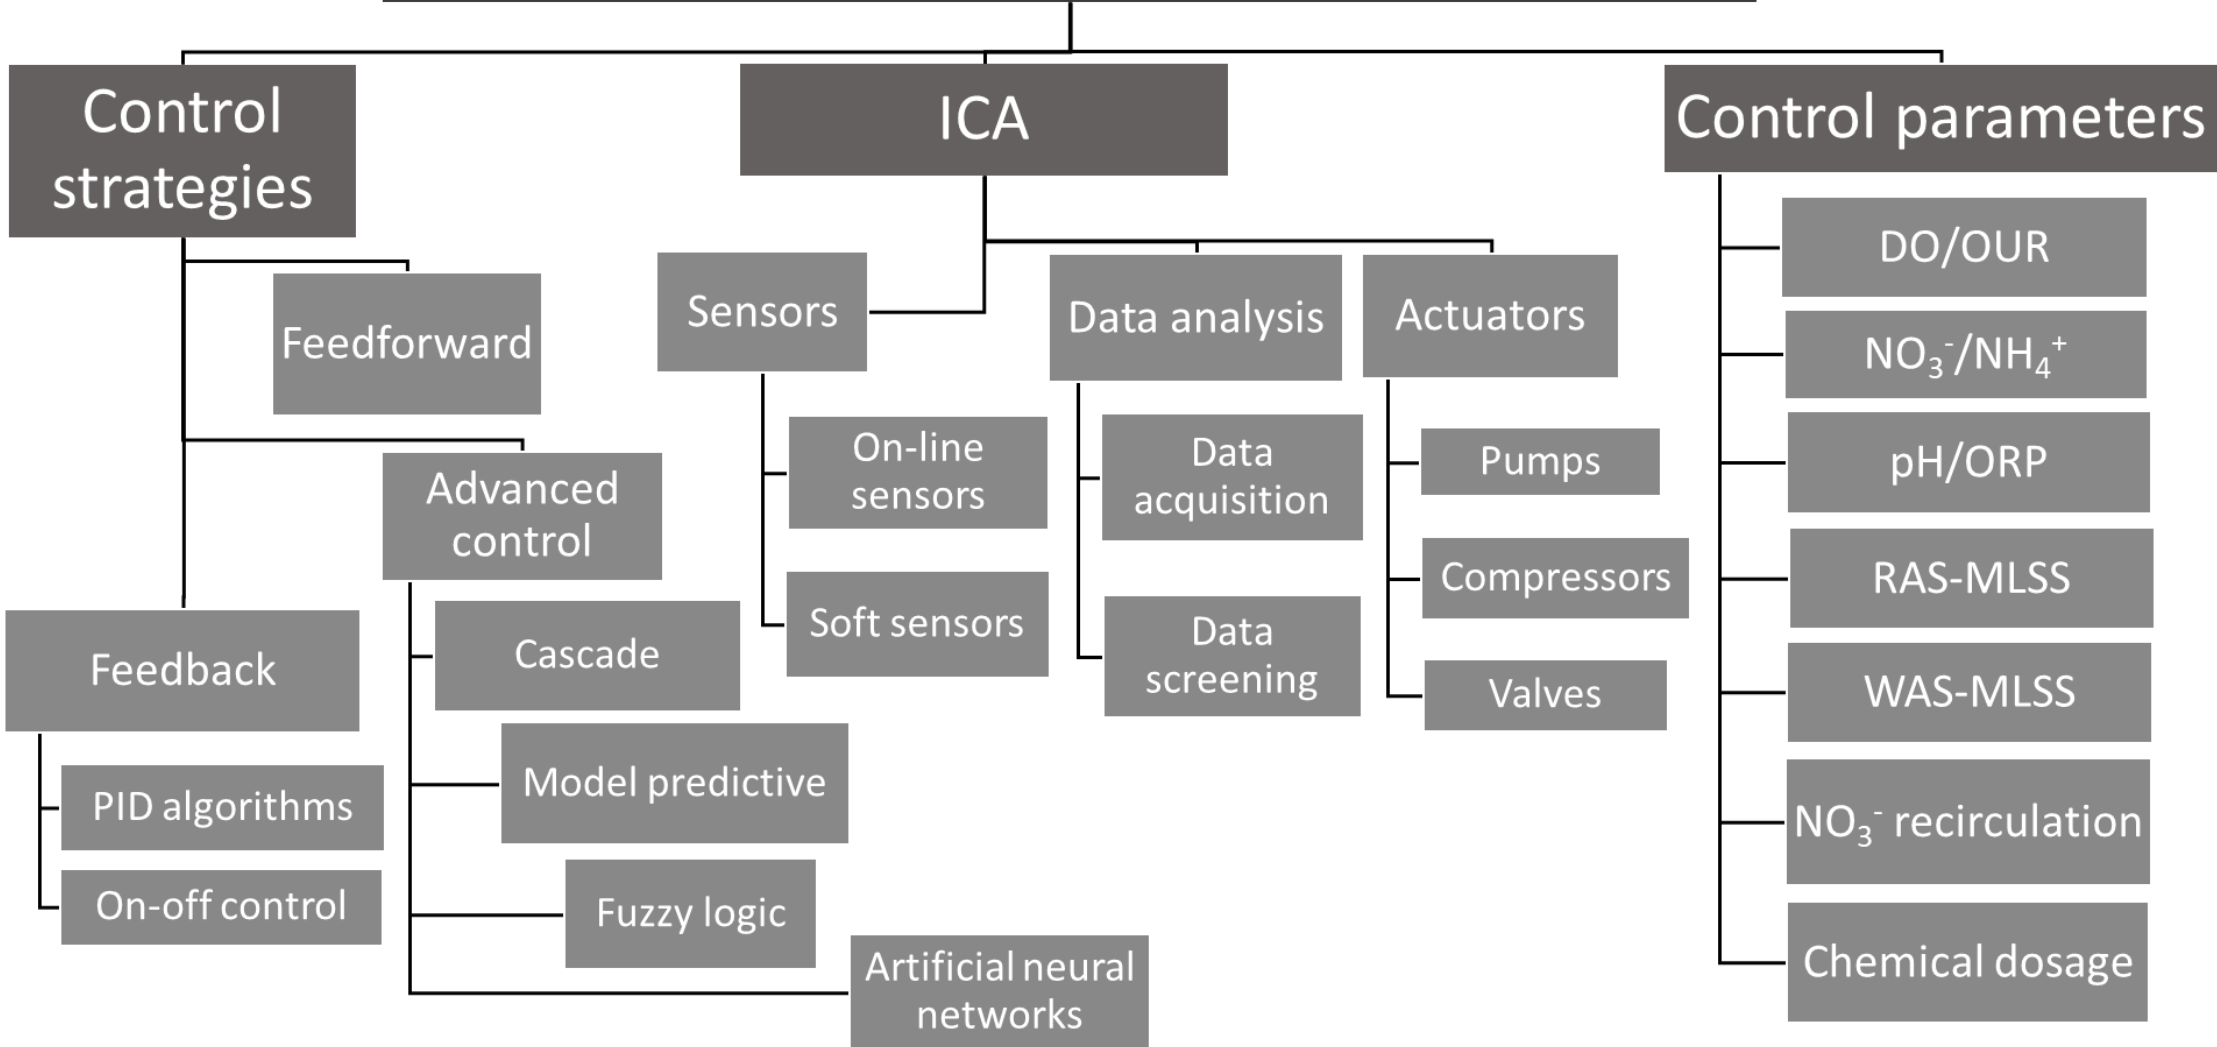 Control
strategies
Feedforward
Advanced
control
Cascade
Model predictive
Fuzzy logic
Artificial neural
networks
Feedback
PID algorithms
On-off control
ICA
Sensors
On-line
sensors
Soft sensors
Data analysis
Data
acquisition
Data
screening
Actuators
Pumps
Compressors
Valves
Control parameters
DO/OUR
NO₃⁻/NH₄⁺
pH/ORP
RAS-MLSS
WAS-MLSS
NO₃⁻ recirculation
Chemical dosage